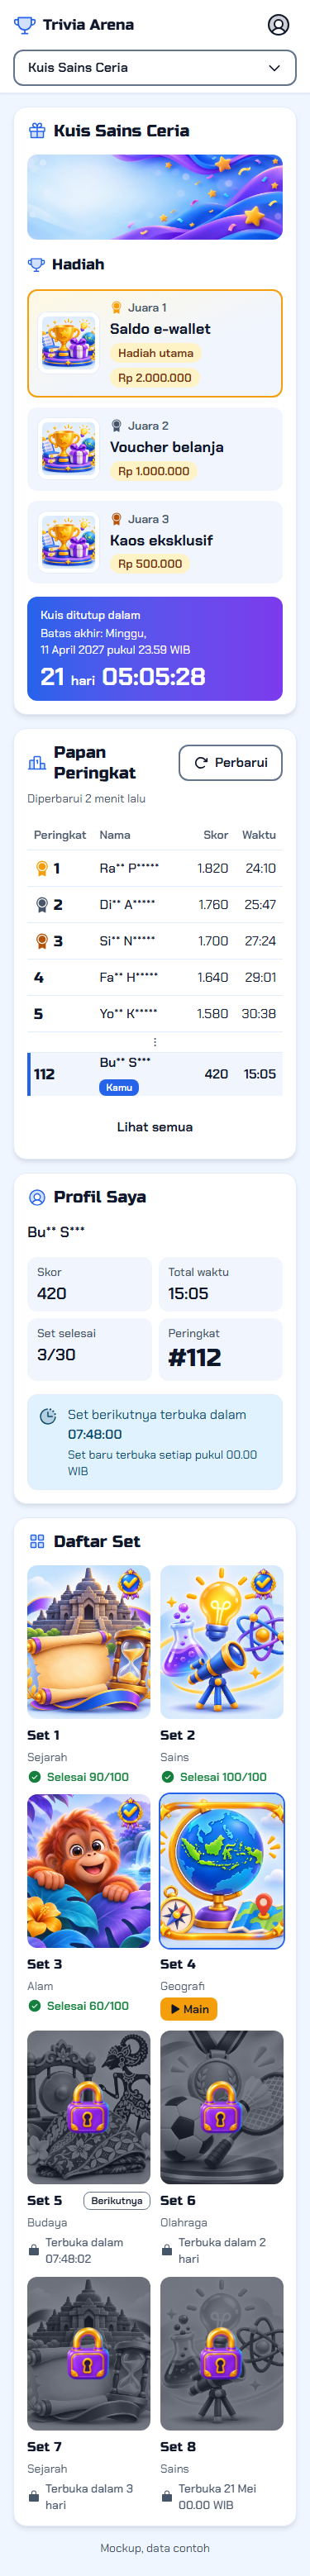 Trivia Arena
Kuis Sains Ceria
Kuis Sains Ceria
Hadiah
Juara 1
Saldo e-wallet
Hadiah utama
Rp 2.000.000
Juara 2
Voucher belanja
Rp 1.000.000
Juara 3
Kaos eksklusif
Rp 500.000
Kuis ditutup dalam
Batas akhir: Minggu,
11 April 2027 pukul 23.59 WIB
21 hari 05:05:28
Papan
Peringkat
Perbarui
Diperbarui 2 menit lalu
Peringkat Nama Skor Waktu
1 Ra** P***** 1.820 24:10
2 Di** A***** 1.760 25:47
3 Si** N***** 1.700 27:24
4 Fa** H***** 1.640 29:01
5 Yo** K***** 1.580 30:38
⋮
112 Bu** S*** 420 15:05
Kamu
Lihat semua
Profil Saya
Bu** S***
Skor Total waktu
420 15:05
Set selesai Peringkat
3/30 #112
Set berikutnya terbuka dalam
07:48:00
Set baru terbuka setiap pukul 00.00
WIB
Daftar Set
Set 1
Sejarah
Selesai 90/100
Set 2
Sains
Selesai 100/100
Set 3
Alam
Selesai 60/100
Set 4
Geografi
Main
Set 5 Berikutnya
Budaya
Terbuka dalam
07:48:02
Set 6
Olahraga
Terbuka dalam 2
hari
Set 7
Sejarah
Terbuka dalam 3
hari
Set 8
Sains
Terbuka 21 Mei
00.00 WIB
Mockup, data contoh